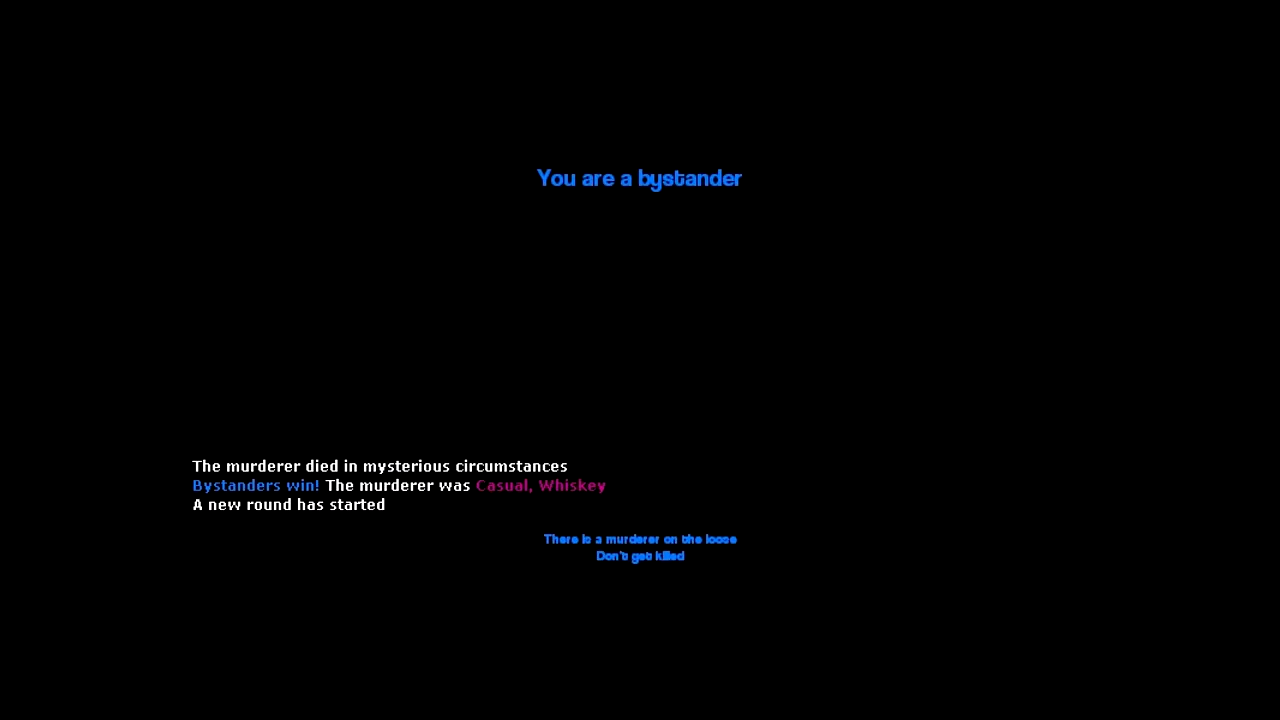 You are a bystander
The murderer died in mysterious circumstances
Bystanders win! The murderer was Casual, Whiskey
A new round has started
There is a murderer on the loose
Don't get killed